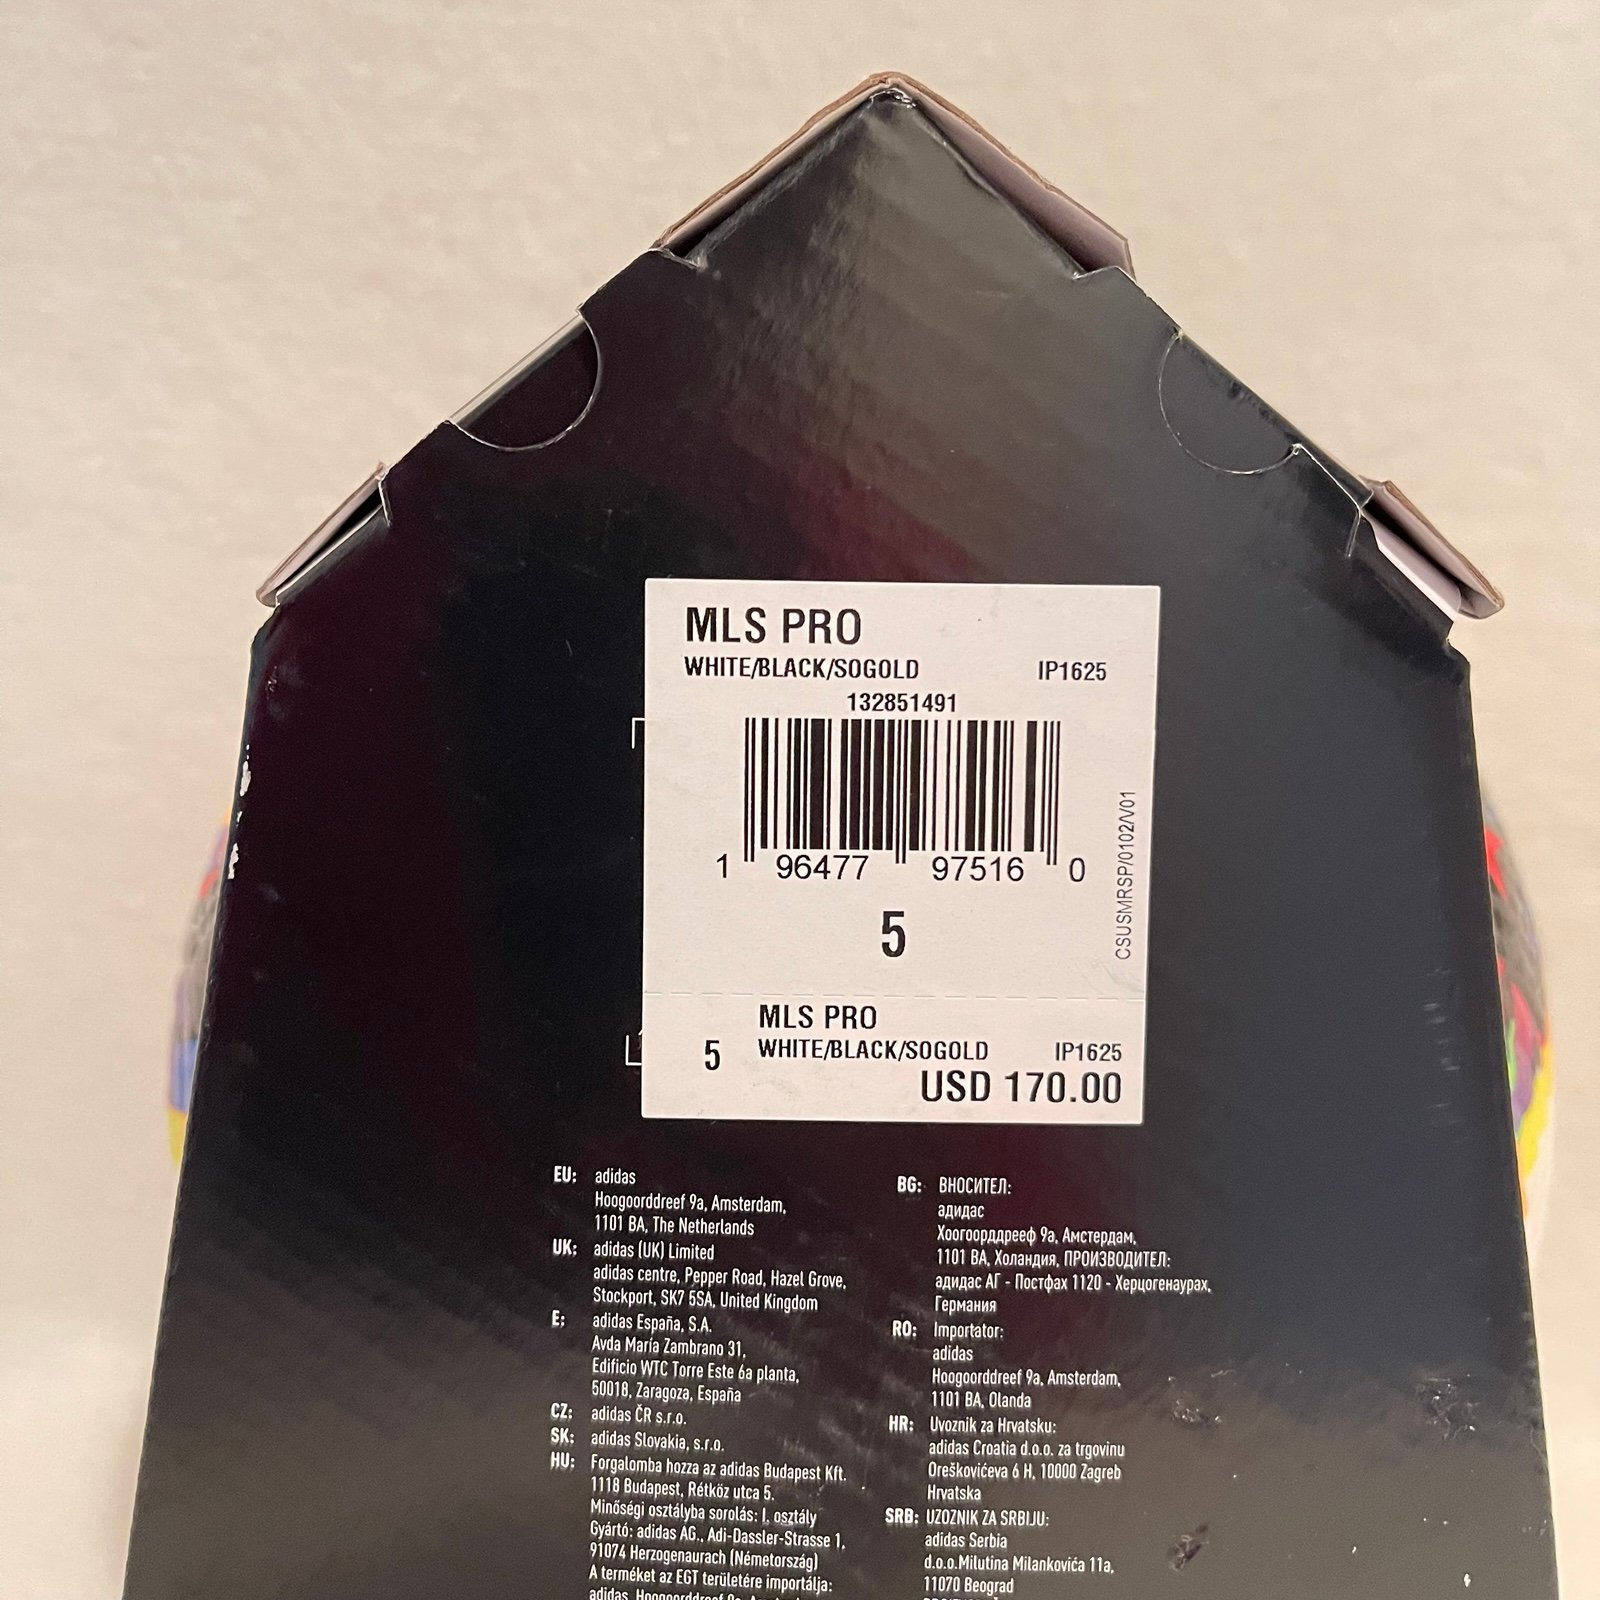 MLS PRO
WHITE/BLACK/SOGOLD IP1625
132851491
1 96477 97516 0
CSUSMRSP/0102/V01
5
MLS PRO
5 WHITE/BLACK/SOGOLD IP1625
USD 170.00
EU: adidas
Hoogoorddreef 9a, Amsterdam,
1101 BA, The Netherlands
UK: adidas (UK) Limited
adidas centre, Pepper Road, Hazel Grove,
Stockport, SK7 5SA, United Kingdom
E: adidas España, S.A.
Avda María Zambrano 31,
Edificio WTC Torre Este 6a planta,
50018, Zaragoza, España
CZ: adidas ČR s.r.o.
SK: adidas Slovakia, s.r.o.
HU: Forgalomba hozza az adidas Budapest Kft.
1118 Budapest, Rétköz utca 5.
Minőségi osztályba sorolás: I. osztály
Gyártó: adidas AG., Adi-Dassler-Strasse 1,
91074 Herzogenaurach (Németország)
A terméket az EGT területére importálja:
adidas, Hoogoorddreef 9a,
BG: ВНОСИТЕЛ:
адидас
Хоогоорддрееф 9а, Амстердам,
1101 BA, Холандия, ПРОИЗВОДИТЕЛ:
адидас АГ - Постфах 1120 - Херцогенаурах,
Германия
RO: Importator:
adidas
Hoogoorddreef 9a, Amsterdam,
1101 BA, Olanda
HR: Uvoznik za Hrvatsku:
adidas Croatia d.o.o. za trgovinu
Oreškovićeva 6 H, 10000 Zagreb
Hrvatska
SRB: UZOZNIK ZA SRBIJU:
adidas Serbia
d.o.o.Milutina Milankovića 11a,
11070 Beograd